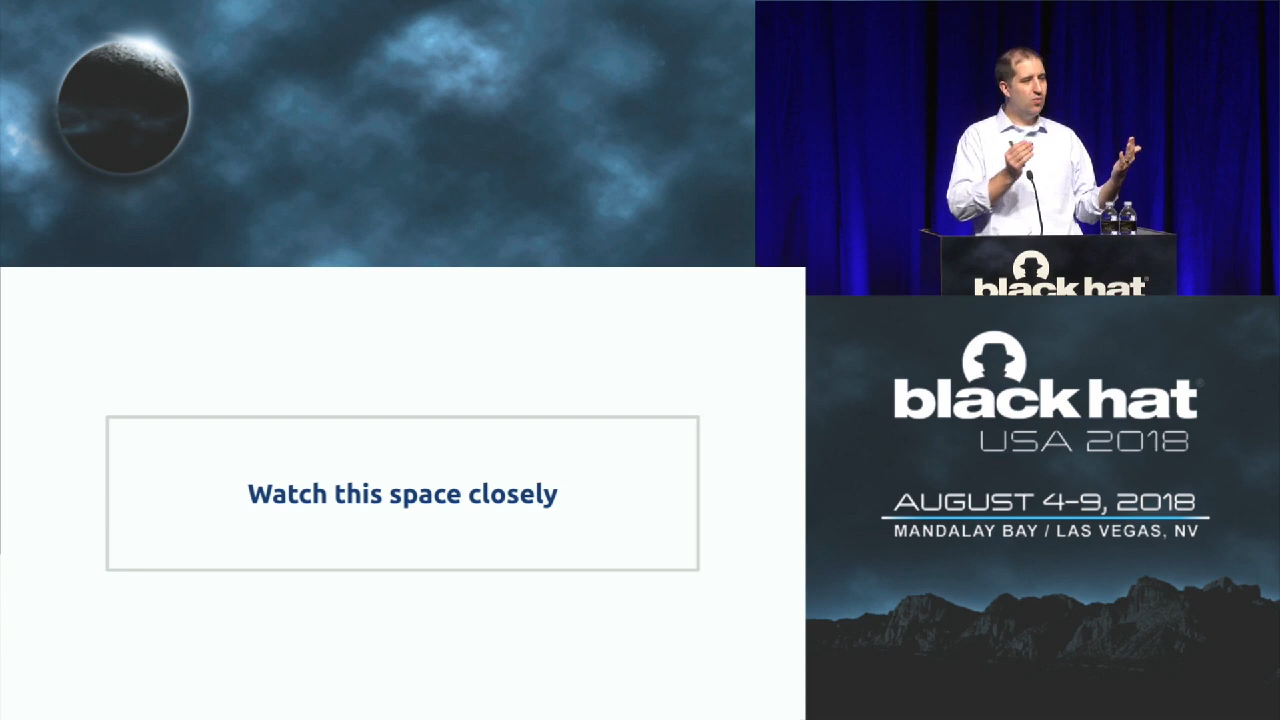 black hat
Watch this space closely
black hat
USA 2018
AUGUST 4-9, 2018
MANDALAY BAY / LAS VEGAS, NV